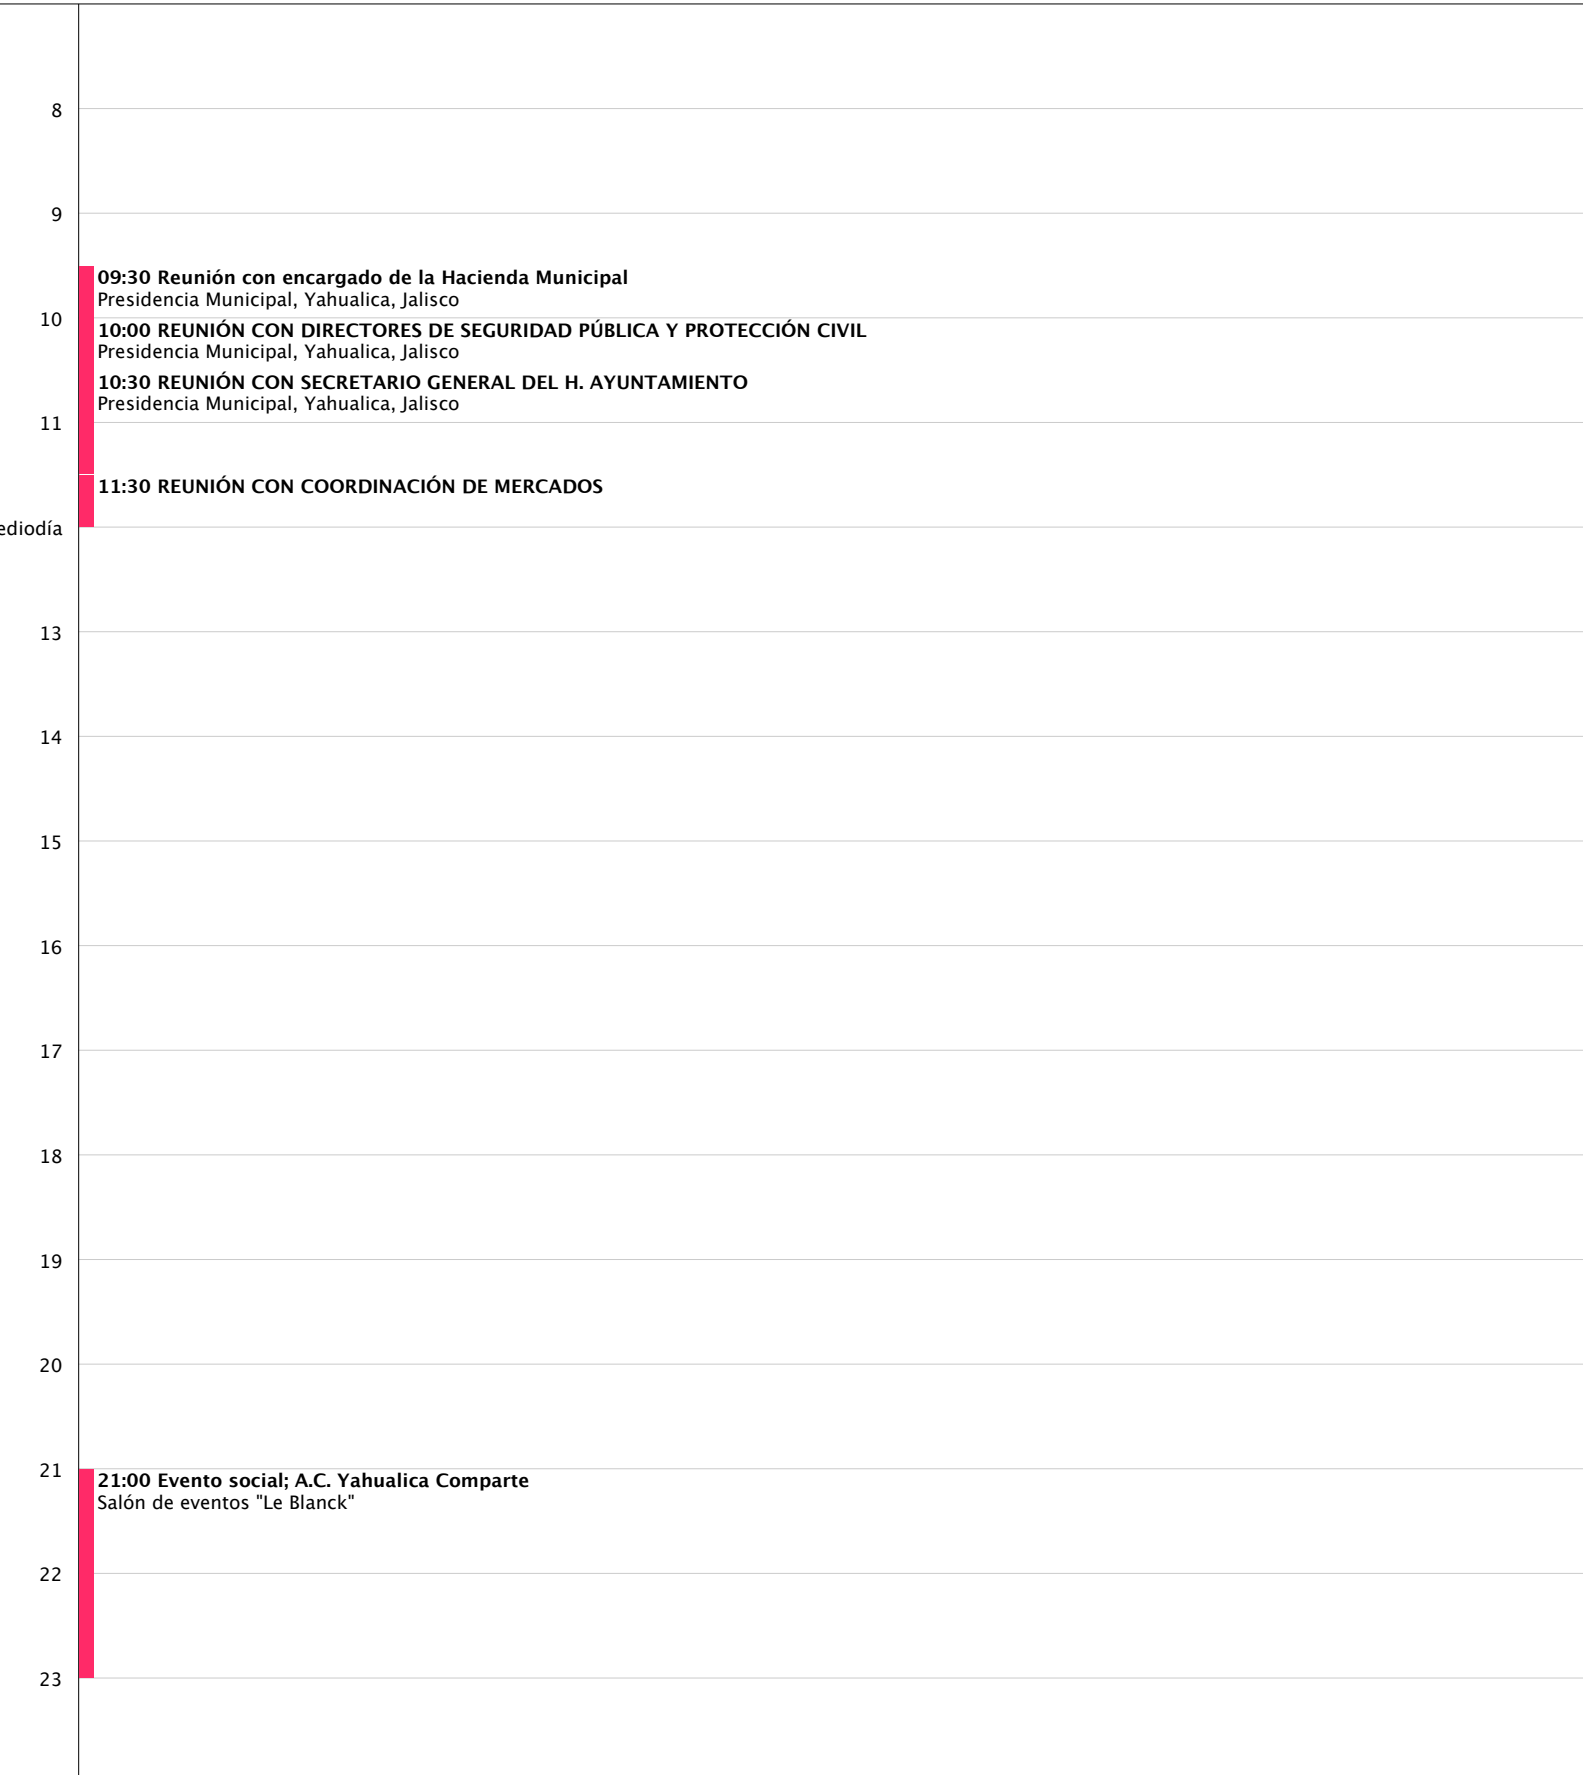 8
9
09:30 Reunión con encargado de la Hacienda Municipal
Presidencia Municipal, Yahualica, Jalisco
10
10:00 REUNIÓN CON DIRECTORES DE SEGURIDAD PÚBLICA Y PROTECCIÓN CIVIL
Presidencia Municipal, Yahualica, Jalisco
10:30 REUNIÓN CON SECRETARIO GENERAL DEL H. AYUNTAMIENTO
Presidencia Municipal, Yahualica, Jalisco
11
11:30 REUNIÓN CON COORDINACIÓN DE MERCADOS
ediodía
13
14
15
16
17
18
19
20
21
21:00 Evento social; A.C. Yahualica Comparte
Salón de eventos "Le Blanck"
22
23